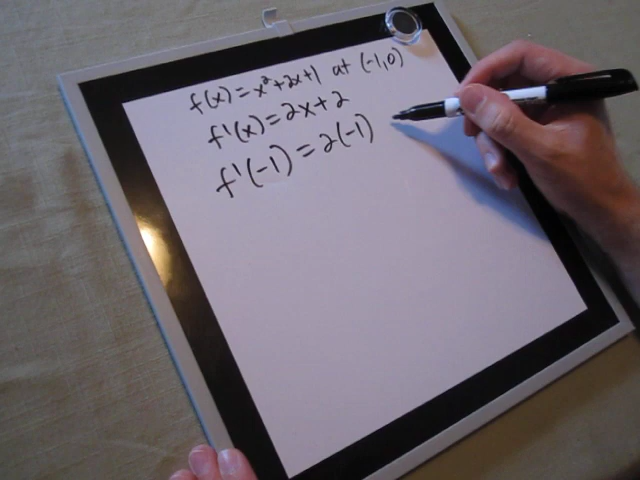 f(x)=x²+2x+1 at (-1,0)
f'(x)=2x+2
f'(-1)=2(-1)